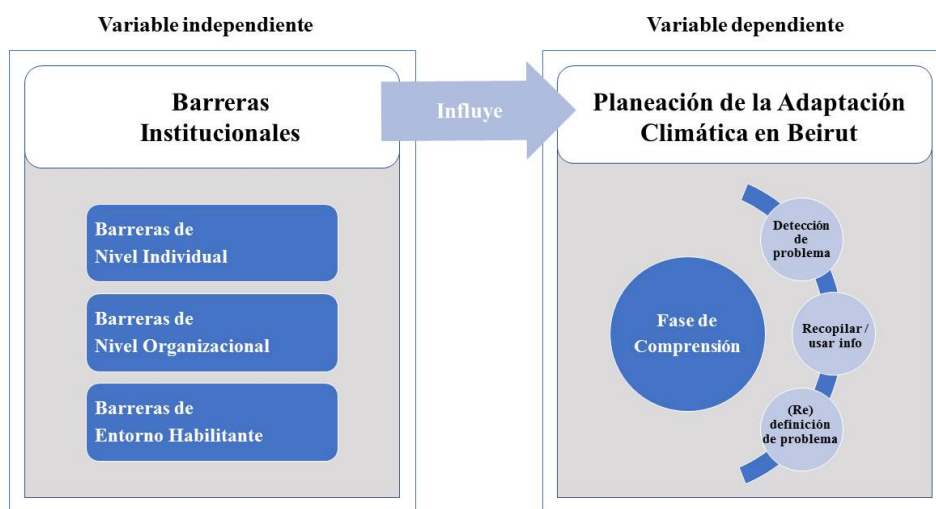 Variable independiente
Barreras
Institucionales
Barreras de
Nivel Individual
Barreras de
Nivel Organizacional
Barreras de
Entorno Habilitante
Influye
Variable dependiente
Planeación de la Adaptación
Climática en Beirut
Fase de
Comprensión
Detección
de
problema
Recopilar /
usar info
(Re)
definición
de problema